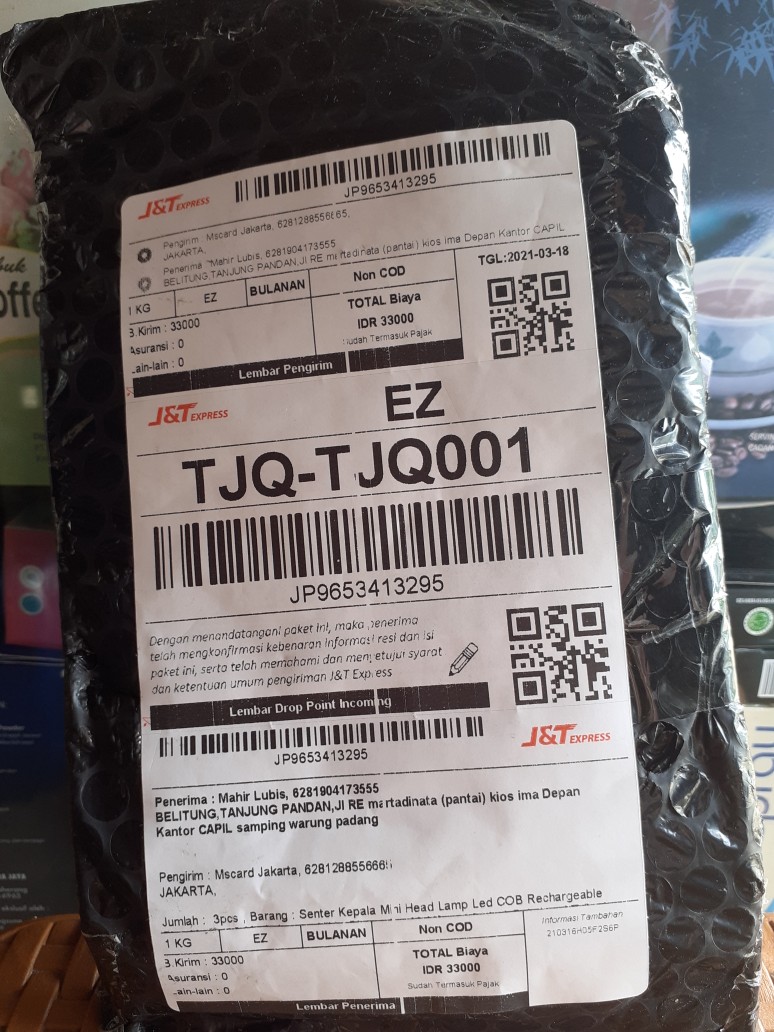 J&T EXPRESS
JP9653413295
Pengirim : Mscard Jakarta,
JAKARTA,
Penerima : Mahir Lubis, 6281904173555
BELITUNG,TANJUNG PANDAN,Jl RE martadinata (pantai) kios ima Depan Kantor CAPIL
1 KG EZ BULANAN Non COD TGL:2021-03-18
B.Kirim : 33000 TOTAL Biaya
Asuransi : 0 IDR 33000
Lain-lain : 0 Sudah Termasuk Pajak
Lembar Pengirim
J&T EXPRESS EZ
TJQ-TJQ001
JP9653413295
Dengan menandatangani paket ini, maka penerima
telah mengkonfirmasi kebenaran informasi resi dan isi
paket ini, serta telah memahami dan menyetujui syarat
dan ketentuan umum pengiriman J&T Express
Lembar Drop Point Incoming
JP9653413295 J&T EXPRESS
Penerima : Mahir Lubis, 6281904173555
BELITUNG,TANJUNG PANDAN,Jl RE martadinata (pantai) kios ima Depan
Kantor CAPIL samping warung padang
Pengirim : Mscard Jakarta,
JAKARTA,
Jumlah : 3pcs , Barang : Senter Kepala Mini Head Lamp Led COB Rechargeable
1 KG EZ BULANAN Non COD Informasi Tambahan
B.Kirim : 33000 TOTAL Biaya
Asuransi : 0 IDR 33000
Lain-lain : 0 Sudah Termasuk Pajak
Lembar Penerima